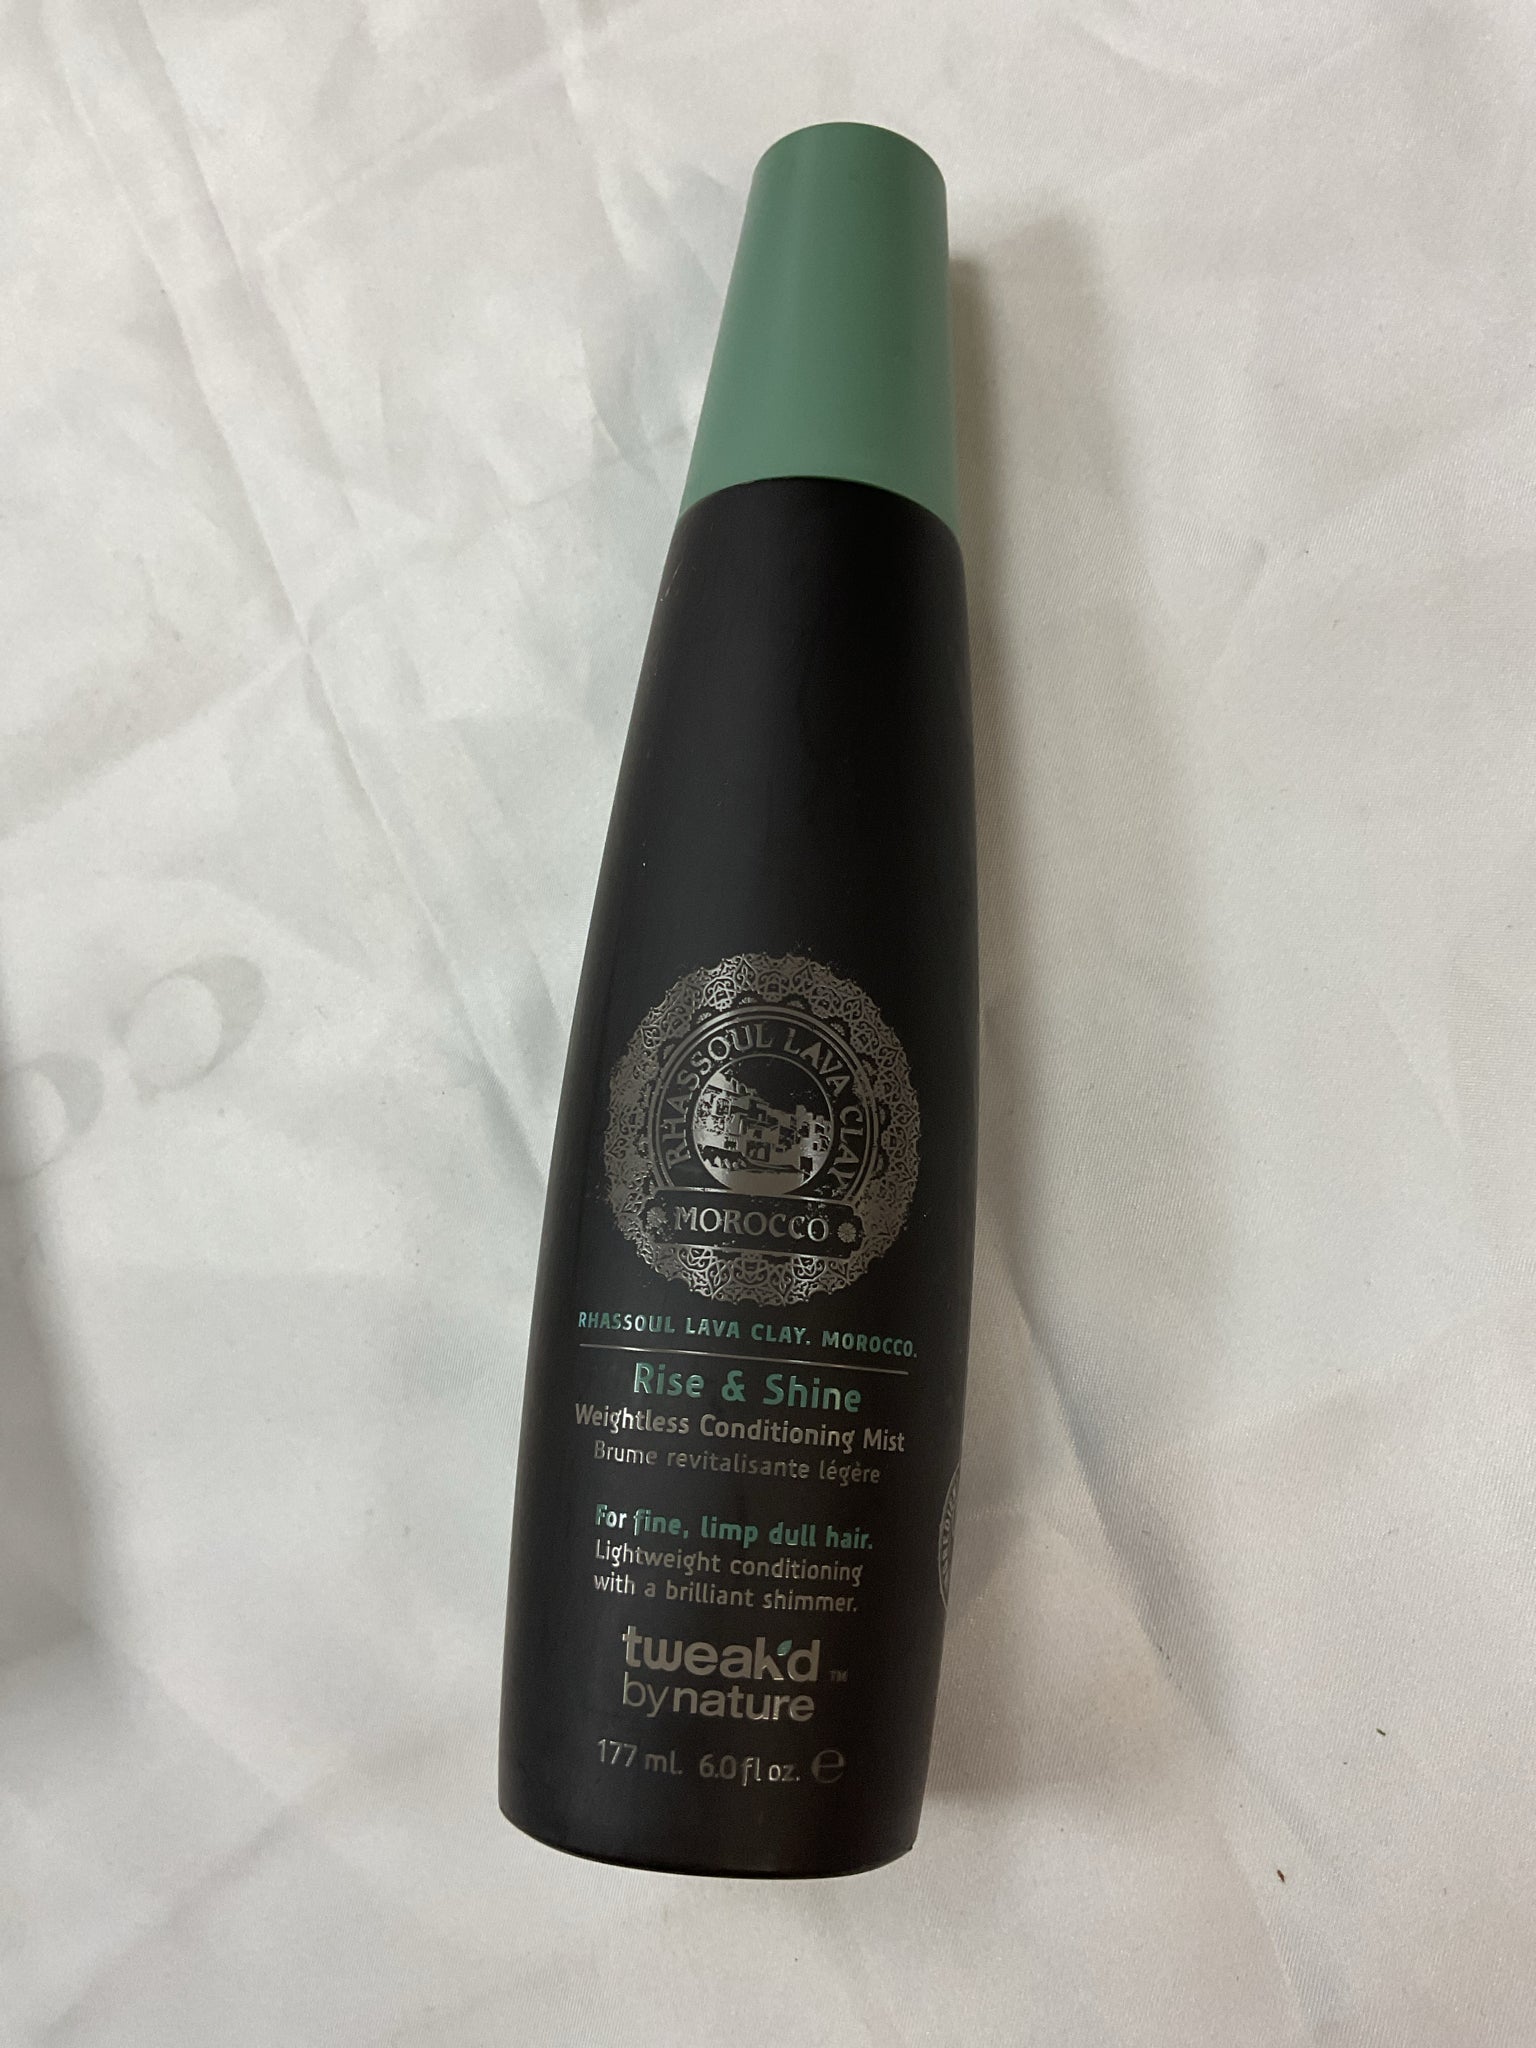 RHASSOUL LAVA CLAY
MOROCCO
RHASSOUL LAVA CLAY. MOROCCO.
Rise & Shine
Weightless Conditioning Mist
Brume revitalisante légère
For fine, limp dull hair.
Lightweight conditioning
with a brilliant shimmer.
tweak'd™
bynature
177 ml. 6.0 fl oz. ℮